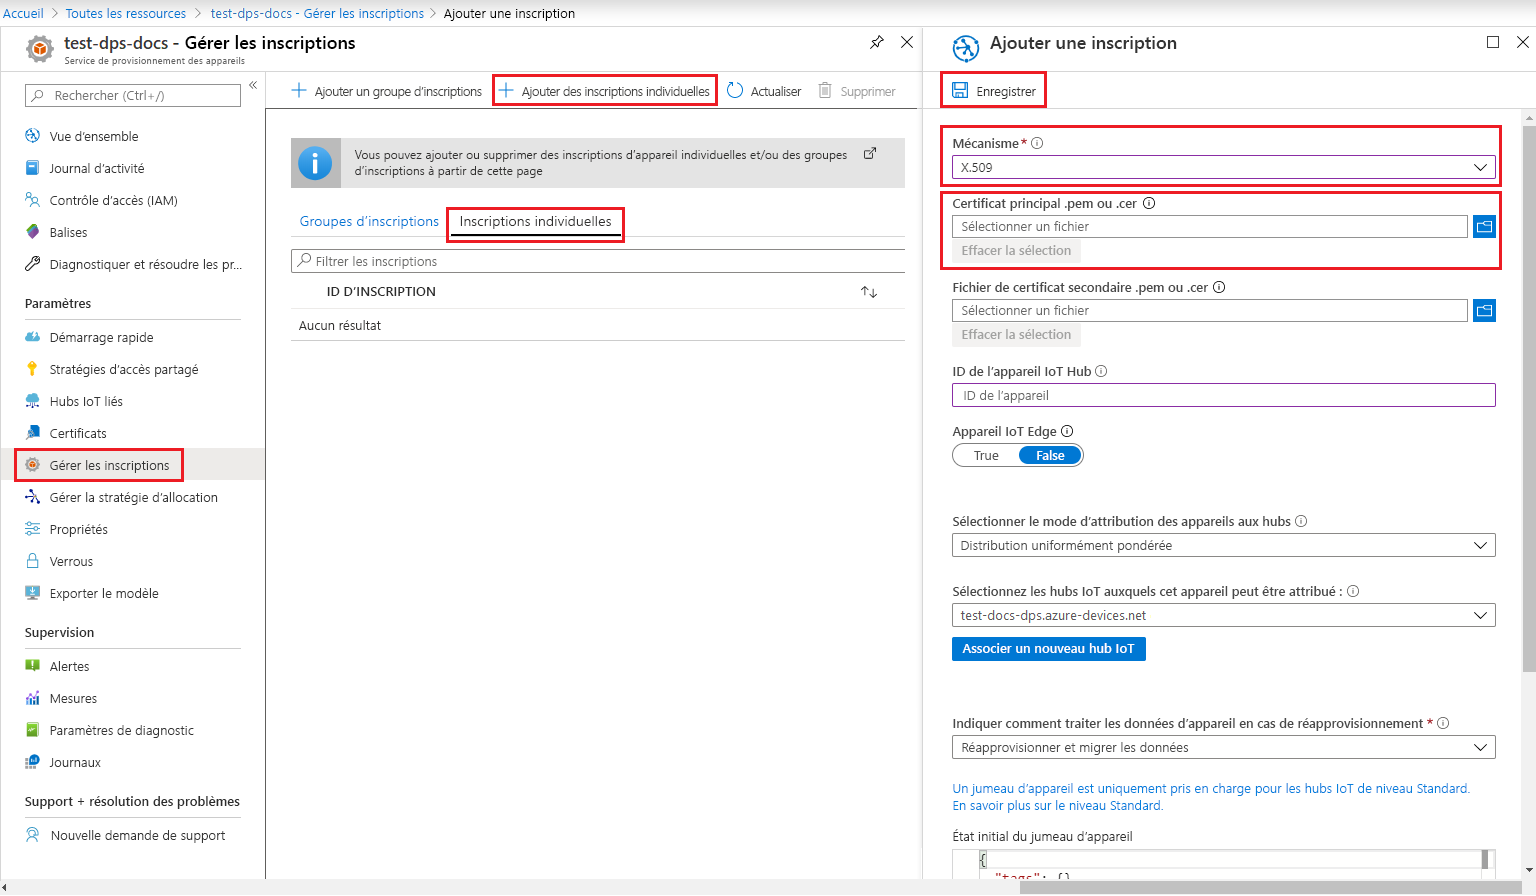 Accueil > Toutes les ressources > test-dps-docs - Gérer les inscriptions > Ajouter une inscription
test-dps-docs - Gérer les inscriptions
Service de provisionnement des appareils
Rechercher (Ctrl+/)
«
Vue d'ensemble
Journal d'activité
Contrôle d'accès (IAM)
Balises
Diagnostiquer et résoudre les pr...
Paramètres
Démarrage rapide
Stratégies d'accès partagé
Hubs IoT liés
Certificats
Gérer les inscriptions
Gérer la stratégie d'allocation
Propriétés
Verrous
Exporter le modèle
Supervision
Alertes
Mesures
Paramètres de diagnostic
Journaux
Support + résolution des problèmes
Nouvelle demande de support
Ajouter un groupe d'inscriptions
Ajouter des inscriptions individuelles
Actualiser
Supprimer
Vous pouvez ajouter ou supprimer des inscriptions d'appareil individuelles et/ou des groupes
d'inscriptions à partir de cette page
Groupes d'inscriptions
Inscriptions individuelles
Filtrer les inscriptions
ID D'INSCRIPTION
Aucun résultat
Ajouter une inscription
Enregistrer
Mécanisme *
X.509
Certificat principal .pem ou .cer
Sélectionner un fichier
Effacer la sélection
Fichier de certificat secondaire .pem ou .cer
Sélectionner un fichier
Effacer la sélection
ID de l'appareil IoT Hub
ID de l'appareil
Appareil IoT Edge
True False
Sélectionner le mode d'attribution des appareils aux hubs
Distribution uniformément pondérée
Sélectionnez les hubs IoT auxquels cet appareil peut être attribué :
test-docs-dps.azure-devices.net
Associer un nouveau hub IoT
Indiquer comment traiter les données d'appareil en cas de réapprovisionnement *
Réapprovisionner et migrer les données
Un jumeau d'appareil est uniquement pris en charge pour les hubs IoT de niveau Standard.
En savoir plus sur le niveau Standard.
État initial du jumeau d'appareil
{
"tags": {},